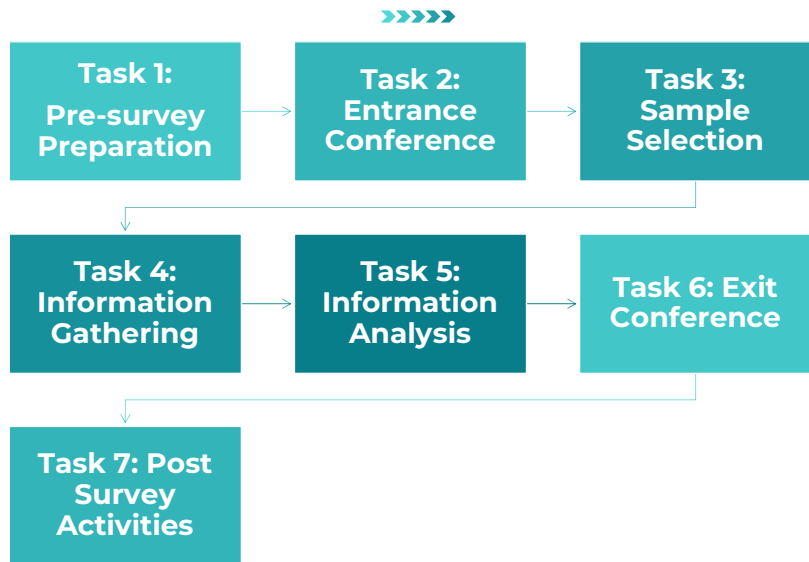 Task 1:
Pre-survey
Preparation
Task 2:
Entrance
Conference
Task 3:
Sample
Selection
Task 4:
Information
Gathering
Task 5:
Information
Analysis
Task 6: Exit
Conference
Task 7: Post
Survey
Activities